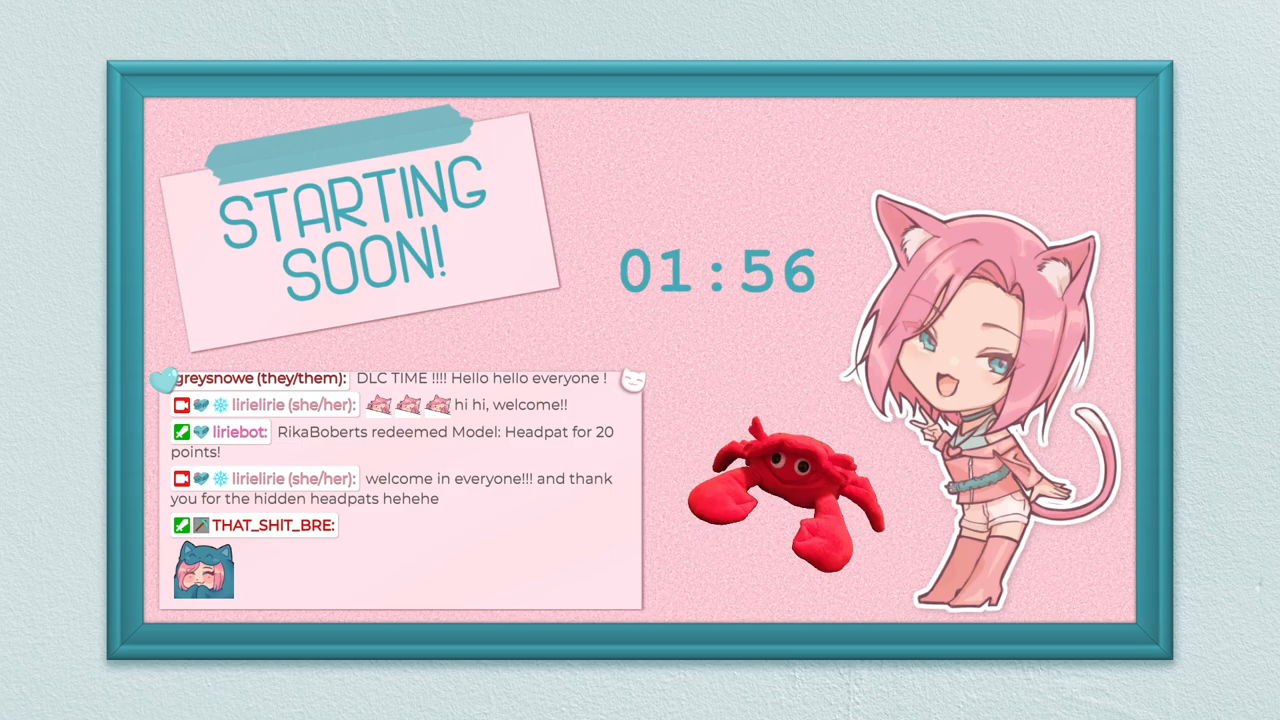 STARTING
SOON!
01:56
greysnowe (they/them): DLC TIME !!!! Hello hello everyone !
lirielirie (she/her): hi hi, welcome!!
liriebot: RikaBoberts redeemed Model: Headpat for 20
points!
lirielirie (she/her): welcome in everyone!!! and thank
you for the hidden headpats hehehe
THAT_SHIT_BRE: